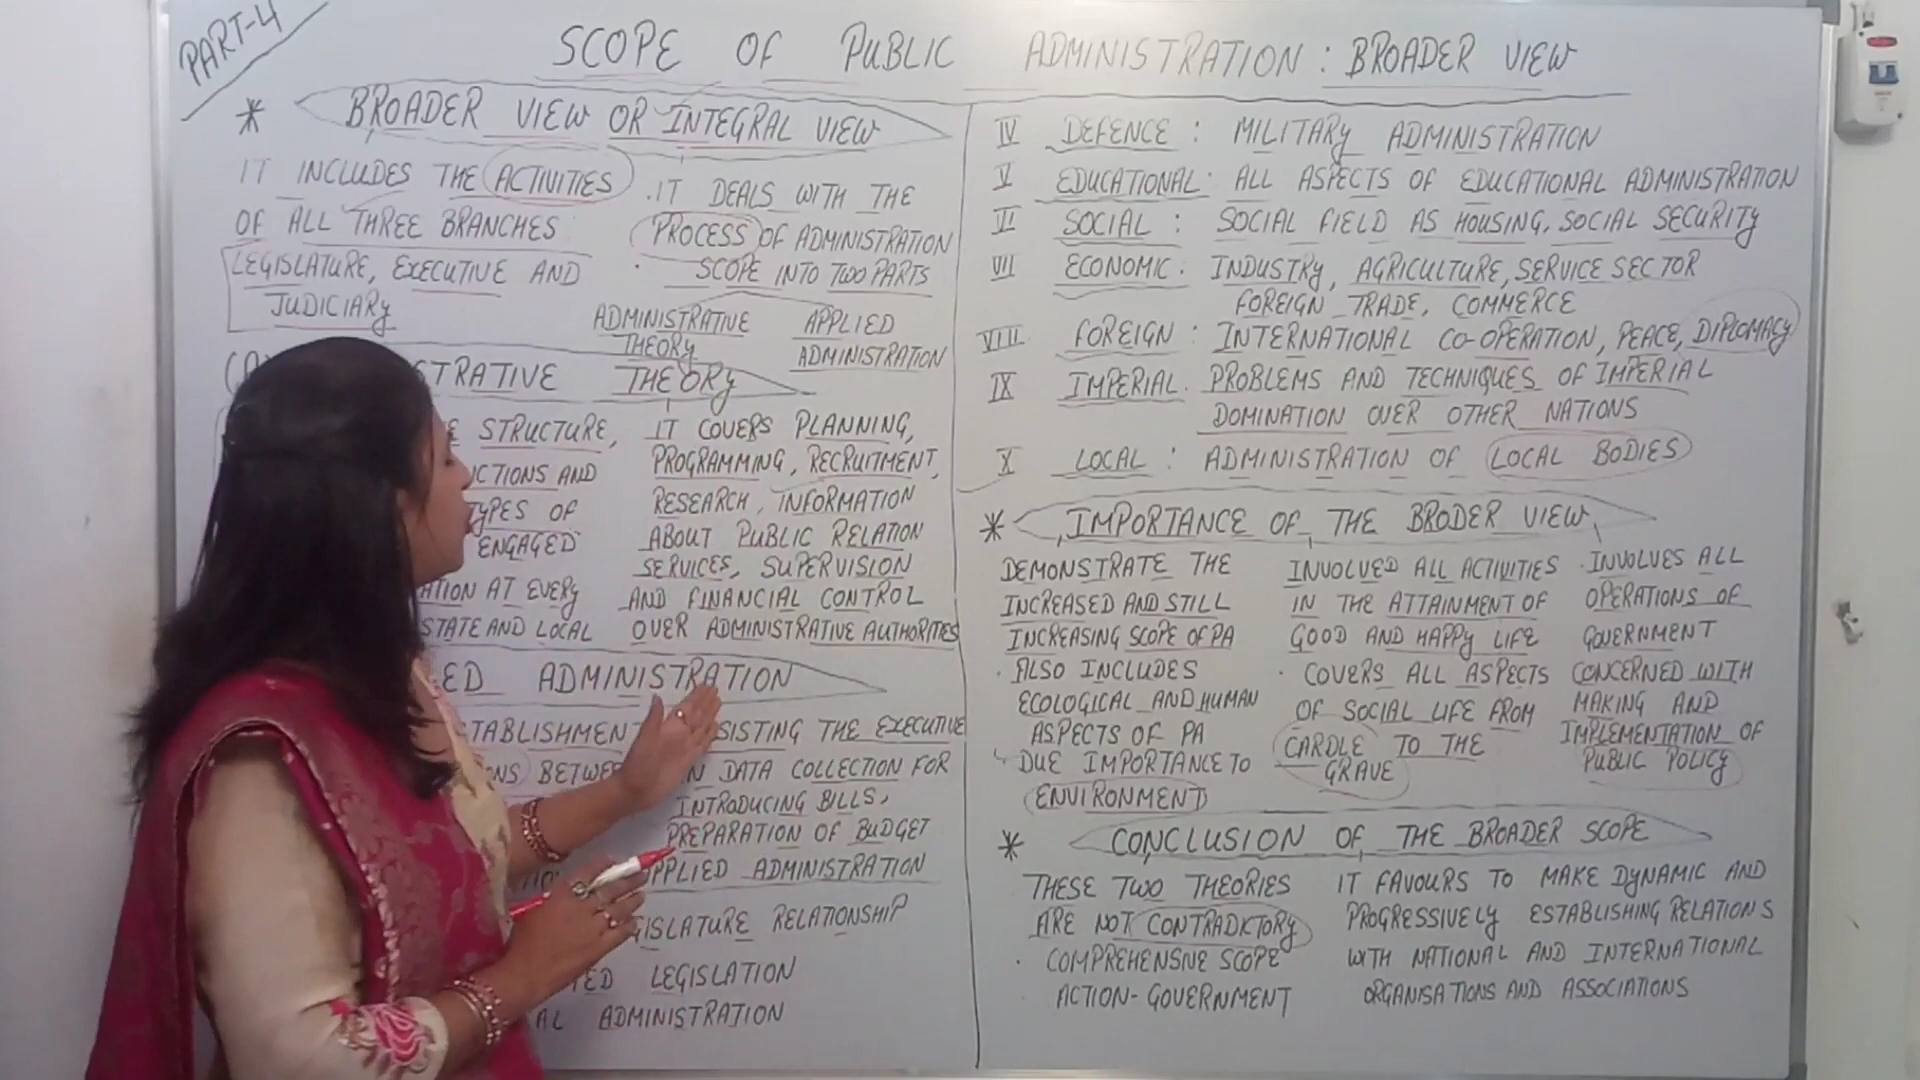 PART-4
SCOPE OF PUBLIC ADMINISTRATION : BROADER VIEW
* BROADER VIEW OR INTEGRAL VIEW
IT INCLUDES THE ACTIVITIES
OF ALL THREE BRANCHES
LEGISLATURE, EXECUTIVE AND
JUDICIARY
. IT DEALS WITH THE
PROCESS OF ADMINISTRATION
. SCOPE INTO TWO PARTS
ADMINISTRATIVE
THEORY
APPLIED
ADMINISTRATION
STRATIVE THEORY
STRUCTURE,
CTIONS AND
TYPES OF
ENGAGED
ATION AT EVERY
STATE AND LOCAL
IT COVERS PLANNING,
PROGRAMMING, RECRUITMENT,
RESEARCH, INFORMATION
ABOUT PUBLIC RELATION
SERVICES, SUPERVISION
AND FINANCIAL CONTROL
OVER ADMINISTRATIVE AUTHORITIES
ED ADMINISTRATION
TABLISHMEN
NS BETWE
SISTING THE EXECUTIVE
N DATA COLLECTION FOR
INTRODUCING BILLS,
PREPARATION OF BUDGET
APPLIED ADMINISTRATION
GISLATURE RELATIONSHIP
TED LEGISLATION
AL ADMINISTRATION
IV DEFENCE : MILITARY ADMINISTRATION
V EDUCATIONAL : ALL ASPECTS OF EDUCATIONAL ADMINISTRATION
VI SOCIAL : SOCIAL FIELD AS HOUSING, SOCIAL SECURITY
VII ECONOMIC : INDUSTRY, AGRICULTURE, SERVICE SECTOR
FOREIGN TRADE, COMMERCE
VIII FOREIGN : INTERNATIONAL CO-OPERATION, PEACE, DIPLOMACY
IX IMPERIAL . PROBLEMS AND TECHNIQUES OF IMPERIAL
DOMINATION OVER OTHER NATIONS
X LOCAL : ADMINISTRATION OF LOCAL BODIES
* IMPORTANCE OF THE BRODER VIEW
DEMONSTRATE THE
INCREASED AND STILL
INCREASING SCOPE OF PA
. ALSO INCLUDES
ECOLOGICAL AND HUMAN
ASPECTS OF PA
DUE IMPORTANCE TO
ENVIRONMENT
INVOLVED ALL ACTIVITIES
IN THE ATTAINMENT OF
GOOD AND HAPPY LIFE
. COVERS ALL ASPECTS
OF SOCIAL LIFE FROM
CARDLE TO THE
GRAVE
. INVOLVES ALL
OPERATIONS OF
GOVERNMENT
CONCERNED WITH
MAKING AND
IMPLEMENTATION OF
PUBLIC POLICY
* CONCLUSION OF THE BROADER SCOPE
THESE TWO THEORIES
ARE NOT CONTRADICTORY
. COMPREHENSIVE SCOPE
ACTION-GOVERNMENT
IT FAVOURS TO MAKE DYNAMIC AND
PROGRESSIVELY ESTABLISHING RELATIONS
WITH NATIONAL AND INTERNATIONAL
ORGANISATIONS AND ASSOCIATIONS